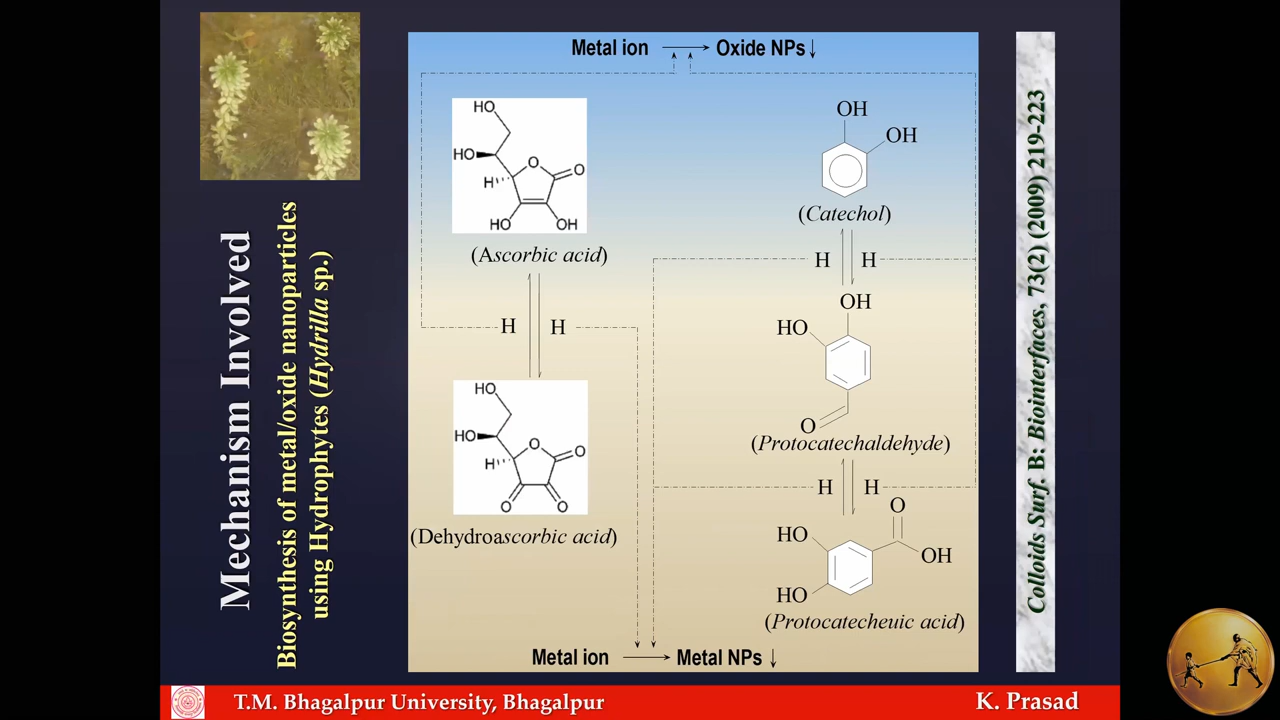 Mechanism Involved
Biosynthesis of metal/oxide nanoparticles
using Hydrophytes (Hydrilla sp.)
Metal ion → Oxide NPs↓
HO
HO
O
O
H
HO
OH
(Ascorbic acid)
H
H
HO
HO
O
O
H
O
O
(Dehydroascorbic acid)
OH
OH
(Catechol)
H
H
OH
HO
O
(Protocatechaldehyde)
H
H
O
HO
OH
HO
(Protocatecheuic acid)
Metal ion → Metal NPs ↓
Colloids Surf. B: Biointerfaces, 73(2) (2009) 219-223
T.M. Bhagalpur University, Bhagalpur
K. Prasad